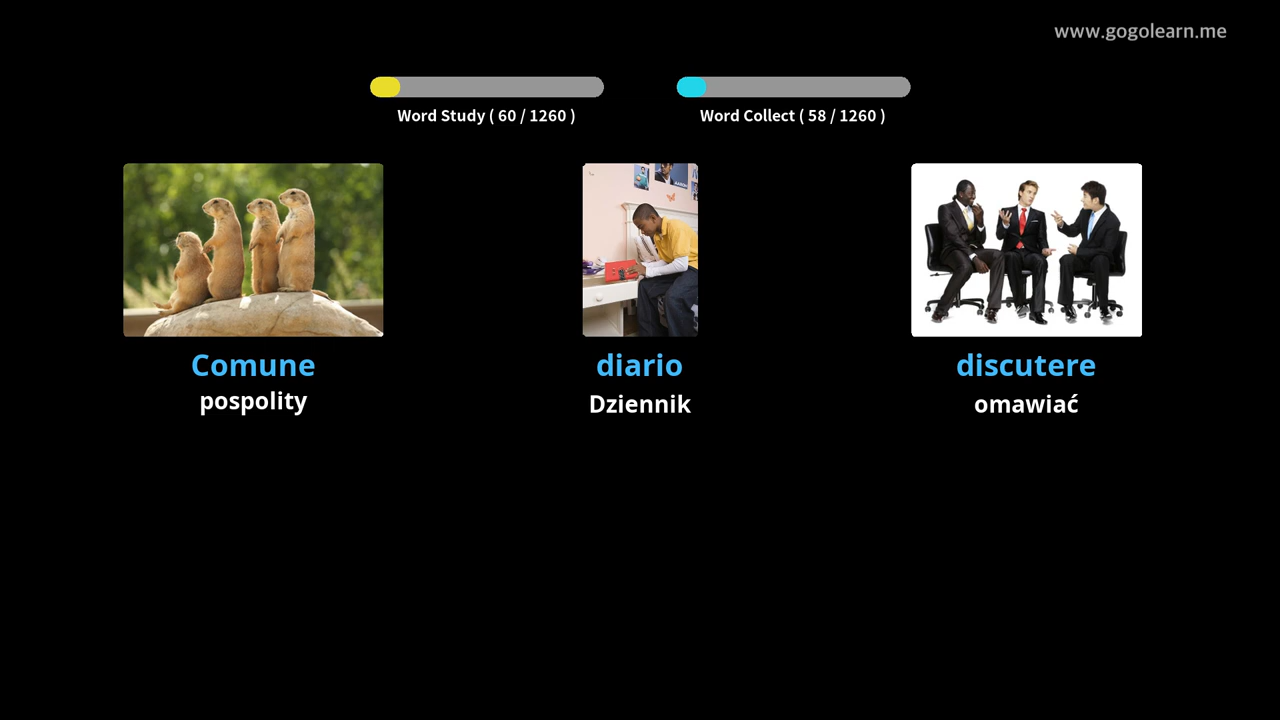 www.gogolearn.me
Word Study ( 60 / 1260 )
Word Collect ( 58 / 1260 )
Comune
pospolity
diario
Dziennik
discutere
omawiać